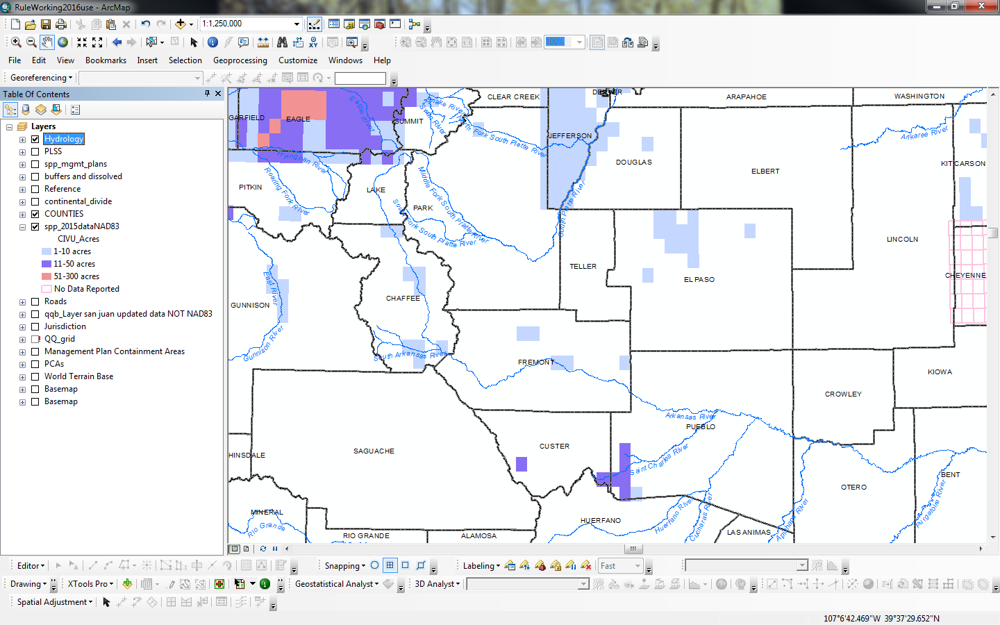 RuleWorking2016use - ArcMap
1:1,250,000
100%
File Edit View Bookmarks Insert Selection Geoprocessing Customize Windows Help
Georeferencing
Table Of Contents
Layers
Hydrology
PLSS
spp_mgmt_plans
buffers and dissolved
Reference
continental_divide
COUNTIES
spp_2015dataNAD83
CIVU_Acres
1-10 acres
11-50 acres
51-300 acres
No Data Reported
Roads
qqb_Layer san juan updated data NOT NAD83
Jurisdiction
QQ_grid
Management Plan Containment Areas
PCAs
World Terrain Base
Basemap
Basemap
CLEAR CREEK
ARAPAHOE
WASHINGTON
GARFIELD
EAGLE
Eagle River
SUMMIT
JEFFERSON
North Fork South Platte River
Arikaree River
Fryingpan River
DOUGLAS
ELBERT
KIT CARSON
PITKIN
Roaring Fork River
LAKE
PARK
Middle Fork South Platte River
South Fork South Platte River
South Platte River
LINCOLN
TELLER
EL PASO
CHEYENNE
GUNNISON
East River
CHAFFEE
Gunnison River
South Arkansas River
FREMONT
KIOWA
CROWLEY
Arkansas River
PUEBLO
HINSDALE
SAGUACHE
CUSTER
Saint Charles River
OTERO
BENT
MINERAL
Rio Grande
HUERFANO
Huerfano River
Cucharas River
Apishapa River
Purgatoire River
RIO GRANDE
ALAMOSA
LAS ANIMAS
Editor
Snapping
Labeling
Fast
Drawing
XTools Pro
Geostatistical Analyst
3D Analyst
Spatial Adjustment
107°6'42.469"W 39°37'29.652"N